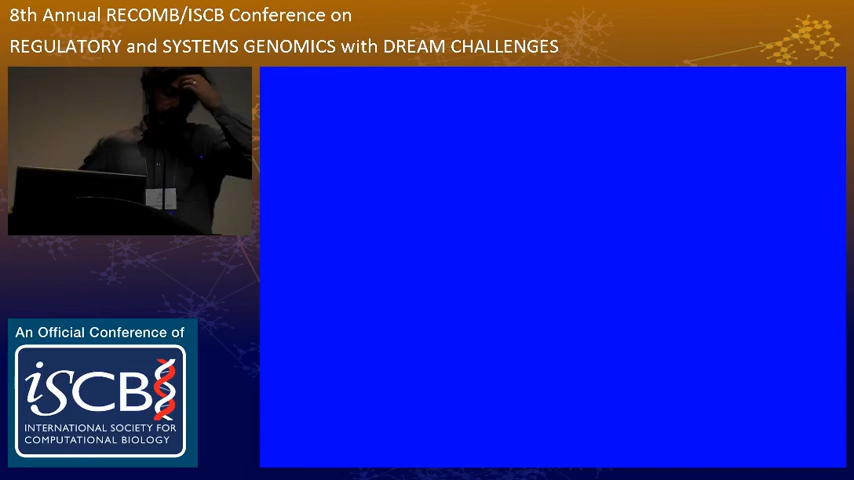 8th Annual RECOMB/ISCB Conference on
REGULATORY and SYSTEMS GENOMICS with DREAM CHALLENGES
An Official Conference of
iSCB
INTERNATIONAL SOCIETY FOR
COMPUTATIONAL BIOLOGY